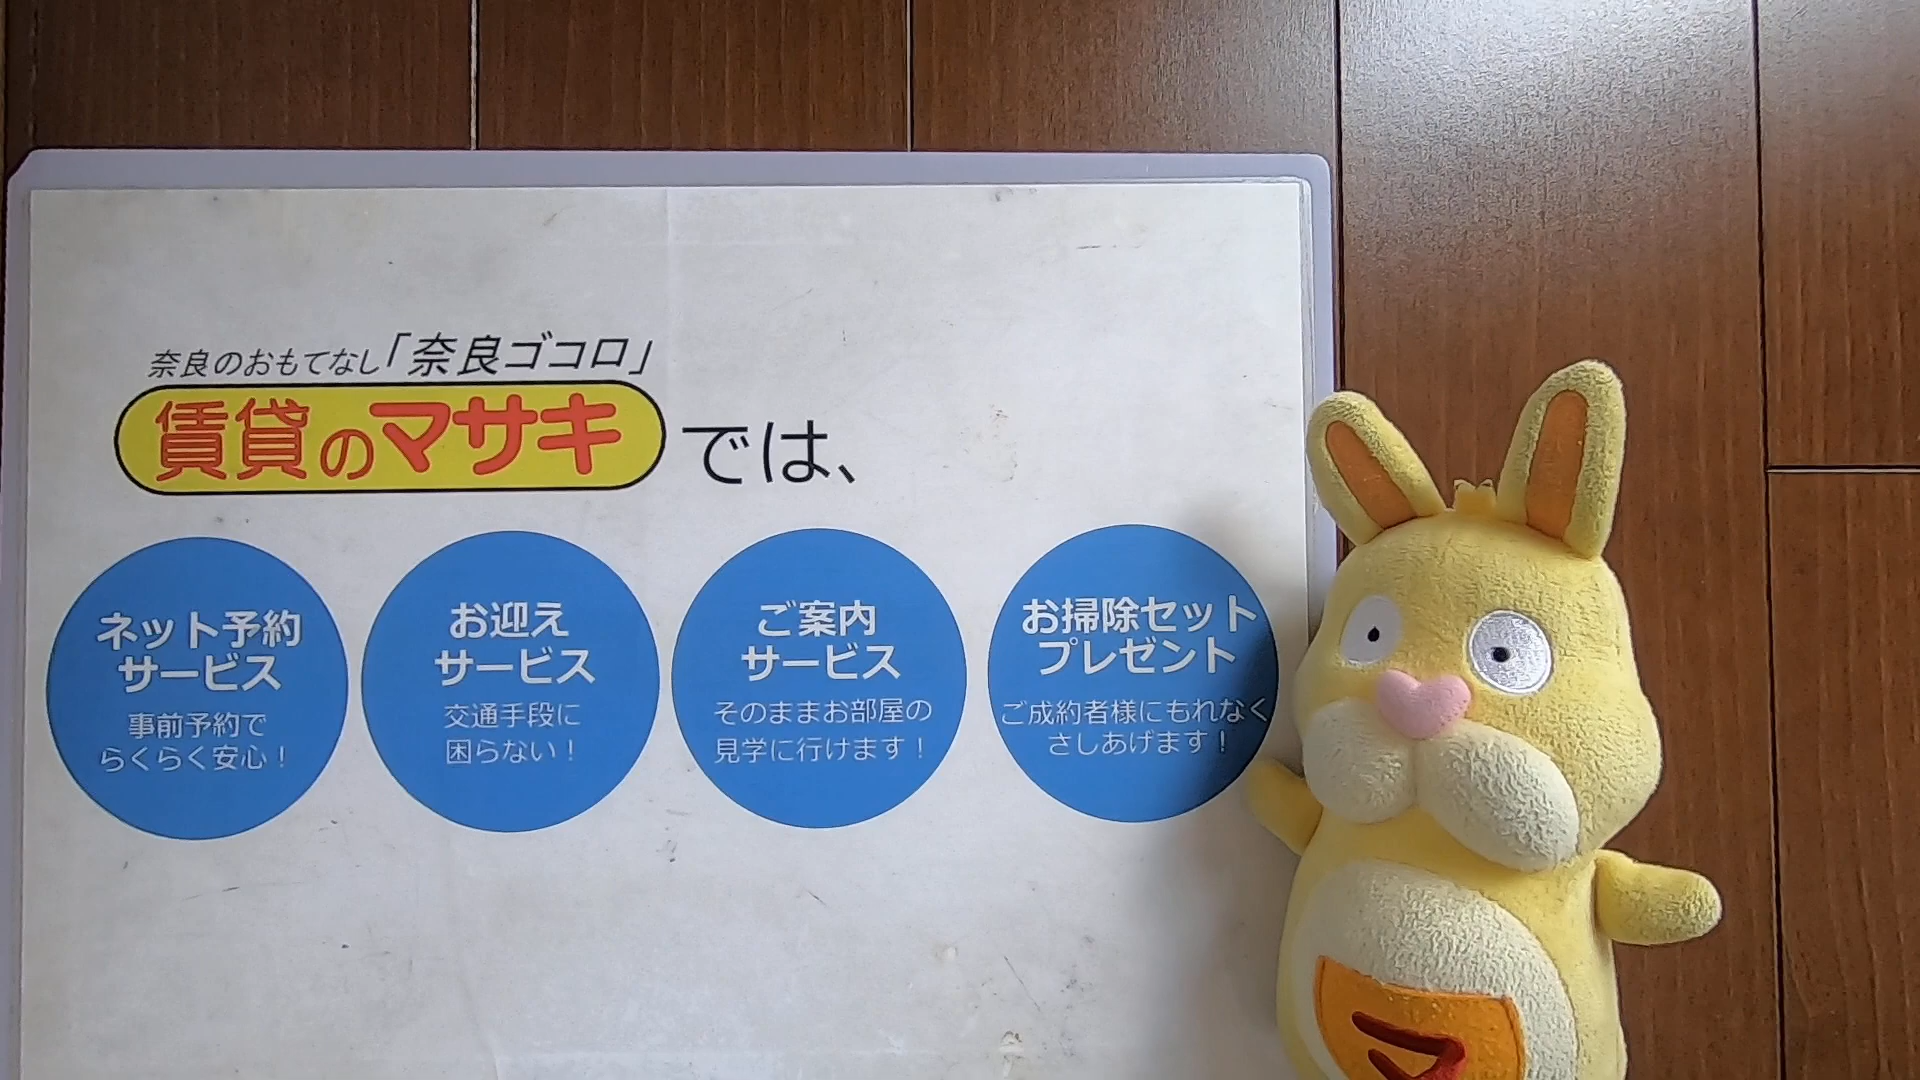 奈良のおもてなし「奈良ゴコロ」
賃貸のマサキでは、
ネット予約
サービス
事前予約で
らくらく安心！
お迎え
サービス
交通手段に
困らない！
ご案内
サービス
そのままお部屋の
見学に行けます！
お掃除セット
プレゼント
ご成約者様にもれなく
さしあげます！
マ